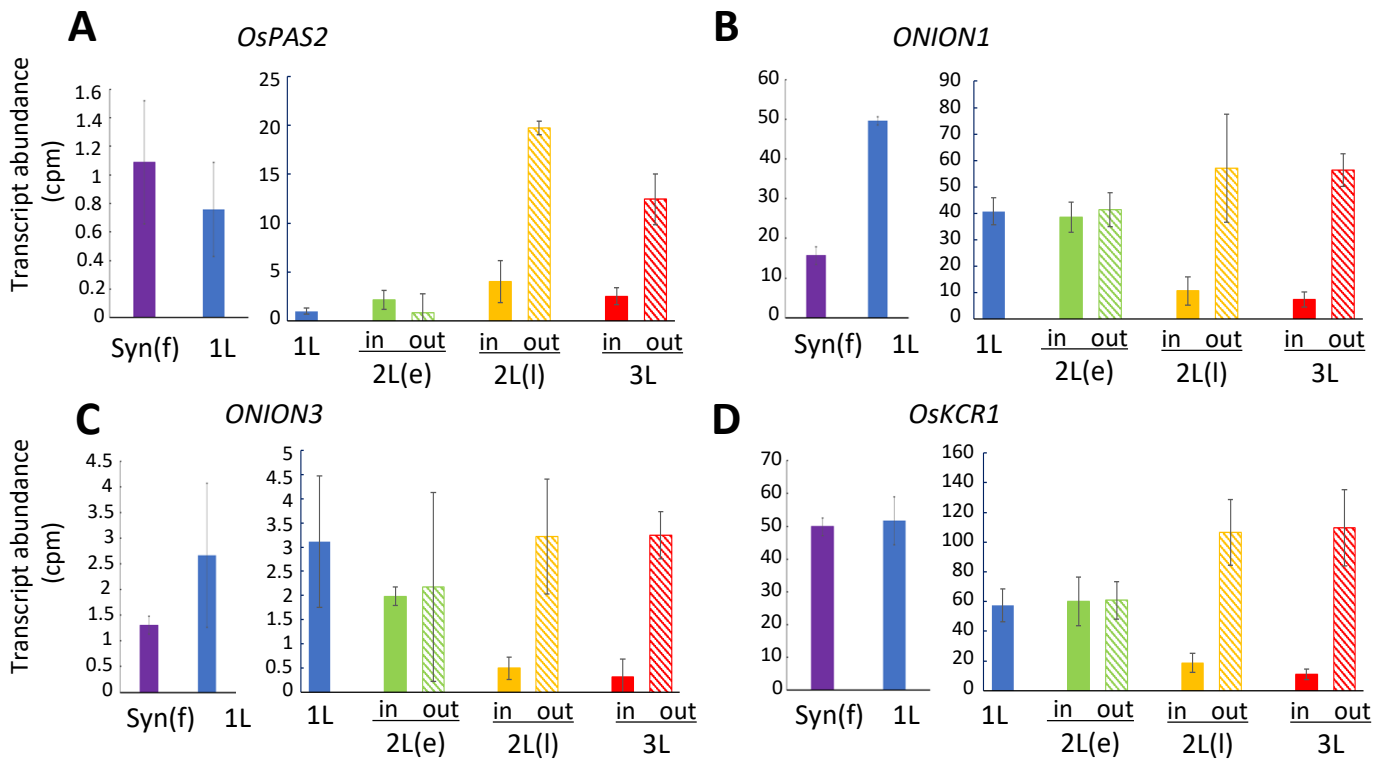 A
OsPAS2
Transcript abundance
(cpm)
1.6
1.4
1.2
1
0.8
0.6
0.4
0.2
0
Syn(f) 1L
25
20
15
10
5
0
1L
in out
2L(e)
in out
2L(l)
in out
3L
B
ONION1
60
50
40
30
20
10
0
Syn(f) 1L
90
80
70
60
50
40
30
20
10
0
1L
in out
2L(e)
in out
2L(l)
in out
3L
C
ONION3
Transcript abundance
(cpm)
4.5
4
3.5
3
2.5
2
1.5
1
0.5
0
Syn(f) 1L
5
4.5
4
3.5
3
2.5
2
1.5
1
0.5
0
1L
in out
2L(e)
in out
2L(l)
in out
3L
D
OsKCR1
70
60
50
40
30
20
10
0
Syn(f) 1L
160
140
120
100
80
60
40
20
0
1L
in out
2L(e)
in out
2L(l)
in out
3L